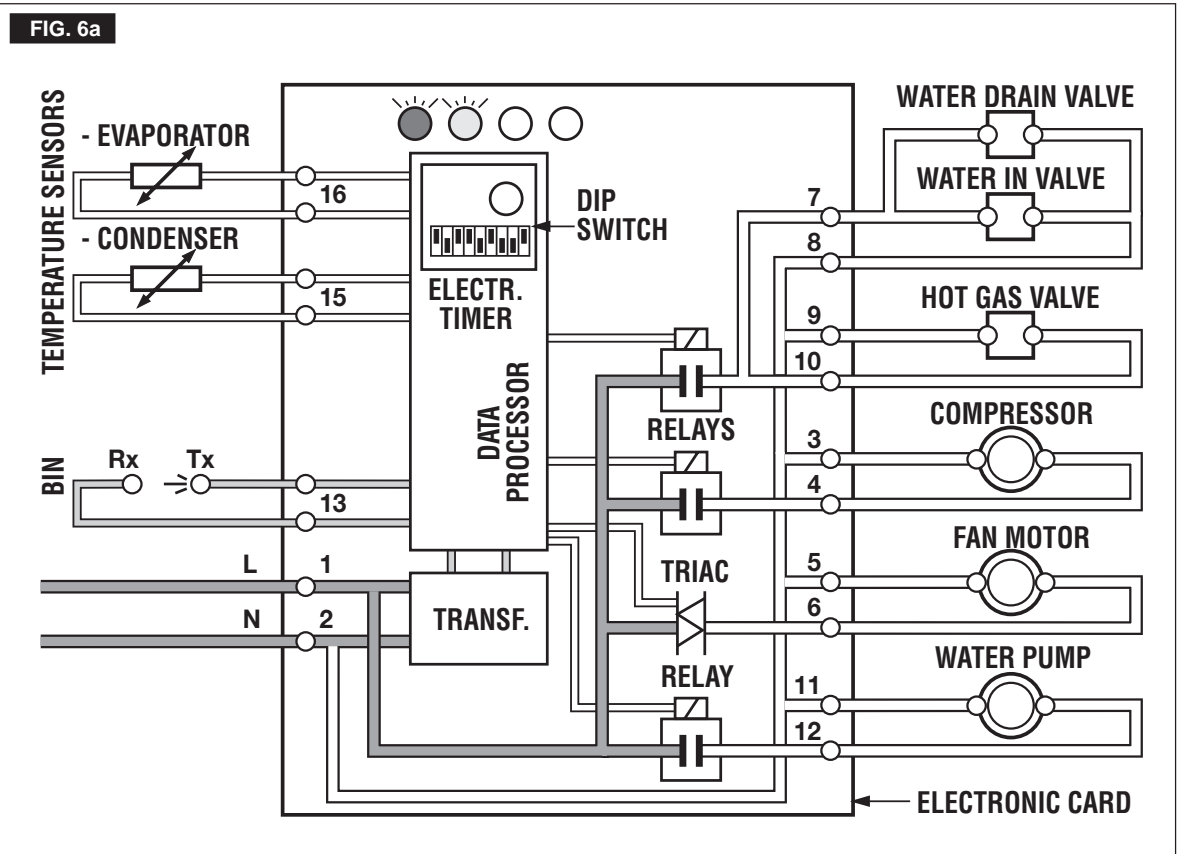 FIG. 6a
TEMPERATURE SENSORS
- EVAPORATOR
16
- CONDENSER
15
BIN
Rx
Tx
13
L
1
N
2
DIP
SWITCH
ELECTR.
TIMER
DATA
PROCESSOR
TRANSF.
RELAYS
TRIAC
RELAY
7
8
9
10
3
4
5
6
11
12
WATER DRAIN VALVE
WATER IN VALVE
HOT GAS VALVE
COMPRESSOR
FAN MOTOR
WATER PUMP
ELECTRONIC CARD